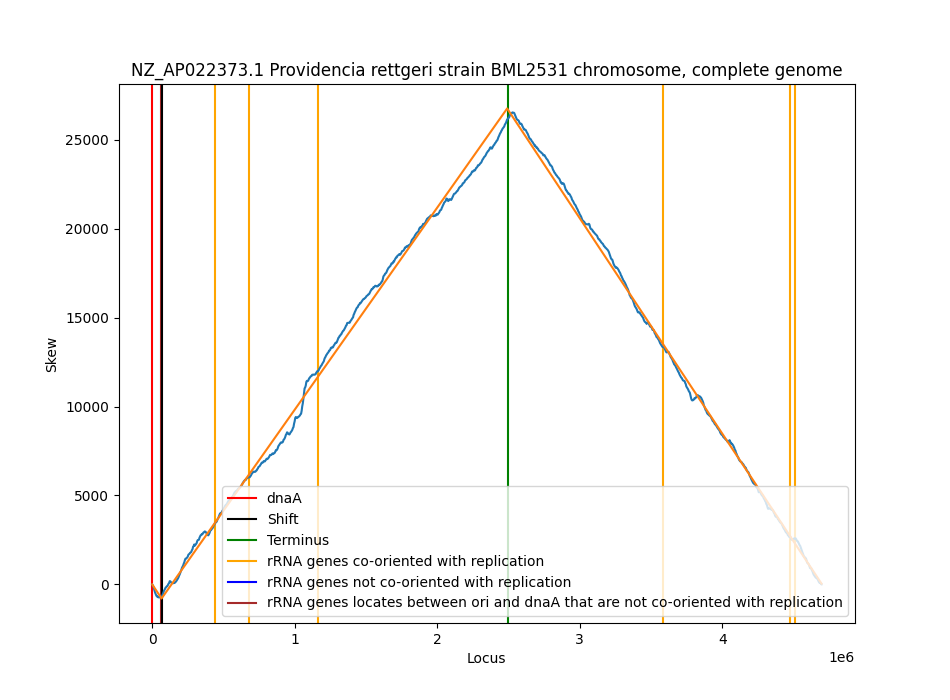 NZ_AP022373.1 Providencia rettgeri strain BML2531 chromosome, complete genome
25000
20000
15000
10000
5000
0
Skew
dnaA
Shift
Terminus
rRNA genes co-oriented with replication
rRNA genes not co-oriented with replication
rRNA genes locates between ori and dnaA that are not co-oriented with replication
0 1 2 3 4
1e6
Locus